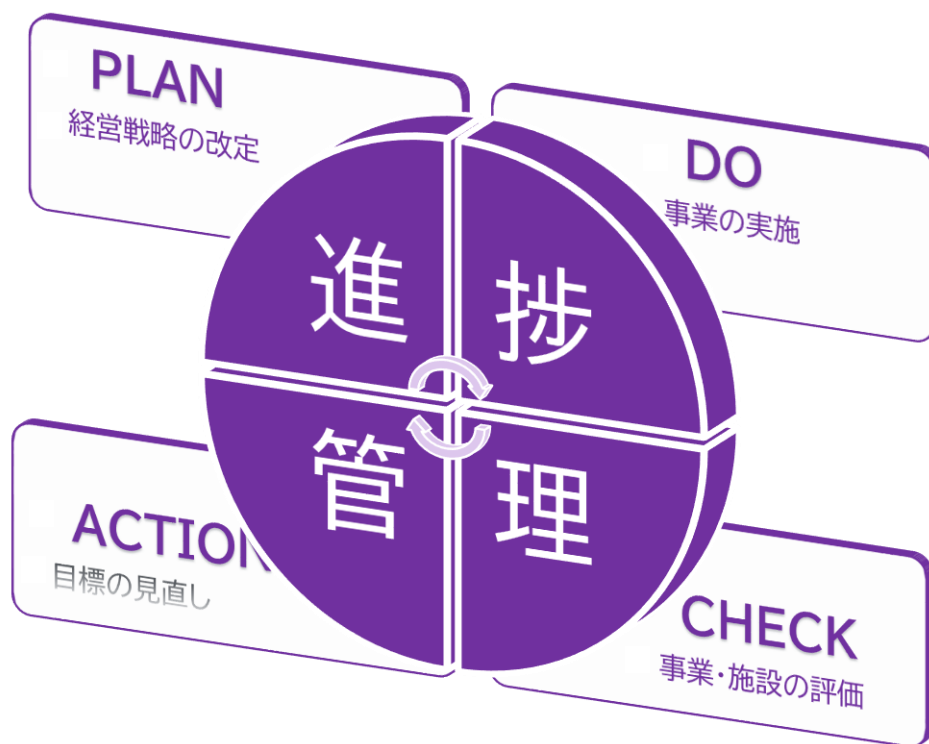 PLAN
経営戦略の改定
DO
事業の実施
進捗
管理
ACTION
目標の見直し
CHECK
事業・施設の評価